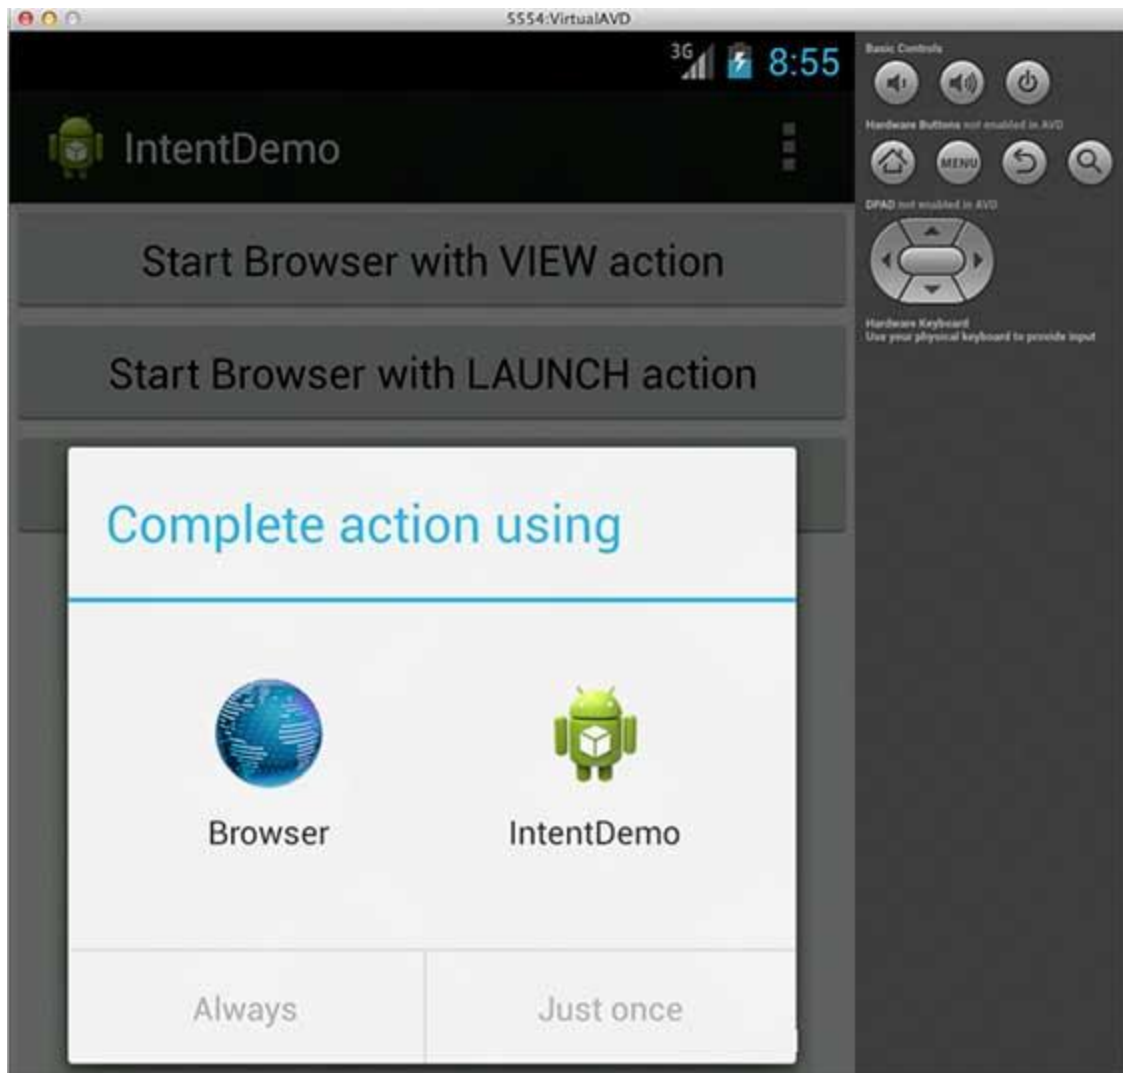 5554:VirtualAVD
3G 8:55
IntentDemo
Start Browser with VIEW action
Start Browser with LAUNCH action
Complete action using
Browser
IntentDemo
Always
Just once
Basic Controls
Hardware Buttons not enabled in AVD
MENU
DPAD not enabled in AVD
Hardware Keyboard
Use your physical keyboard to provide input